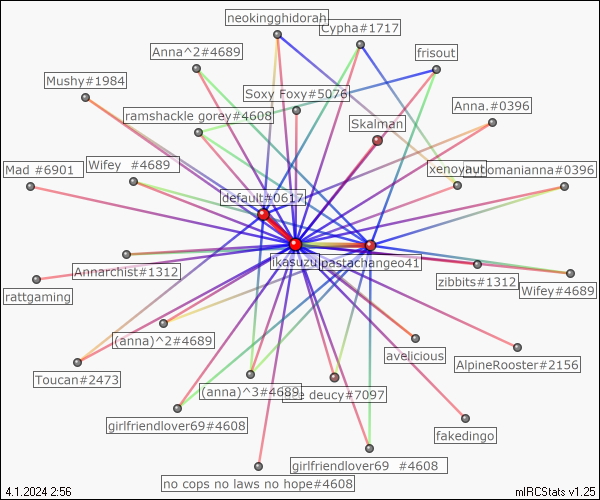 neokingghidorah
Cypha#1717
Anna^2#4689
frisout
Mushy#1984
Soxy Foxy#5076
Anna.#0396
ramshackle gorey#4608
Skalman
Mad #6901
Wifey #4689
xenoyaut
omanianna#0396
default#0617
ikasuzu
pastachangeo41
Annarchist#1312
zibbits#1312
Wifey#4689
rattgaming
(anna)^2#4689
avelicious
AlpineRooster#2156
Toucan#2473
(anna)^3#4689
deucy#7097
girlfriendlover69#4608
fakedingo
girlfriendlover69 #4608
no cops no laws no hope#4608
4.1.2024 2:56
mIRCStats v1.25